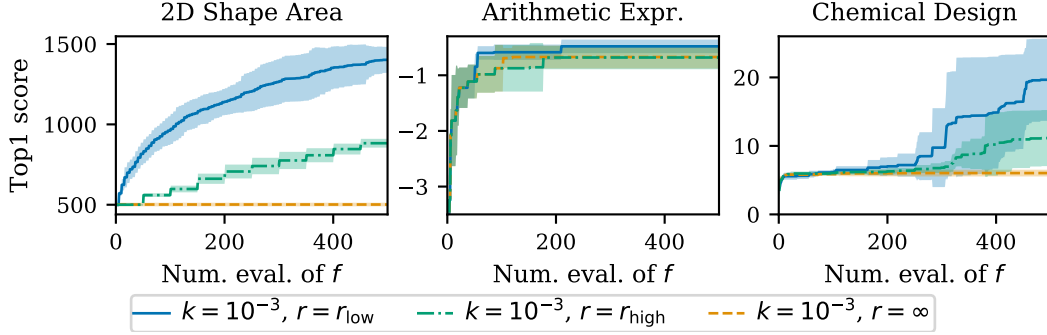 2D Shape Area
Arithmetic Expr.
Chemical Design
Top1 score
1500
1000
500
0
200
400
Num. eval. of f
−1
−2
−3
0
200
400
Num. eval. of f
20
10
0
0
200
400
Num. eval. of f
k = 10⁻³, r = r_low
k = 10⁻³, r = r_high
k = 10⁻³, r = ∞